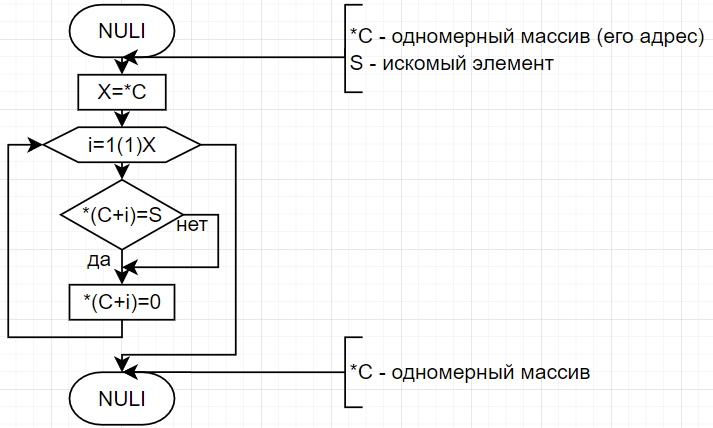 NULI
*C - одномерный массив (его адрес)
S - искомый элемент
X=*C
i=1(1)X
*(C+i)=S
нет
да
*(C+i)=0
*C - одномерный массив
NULI